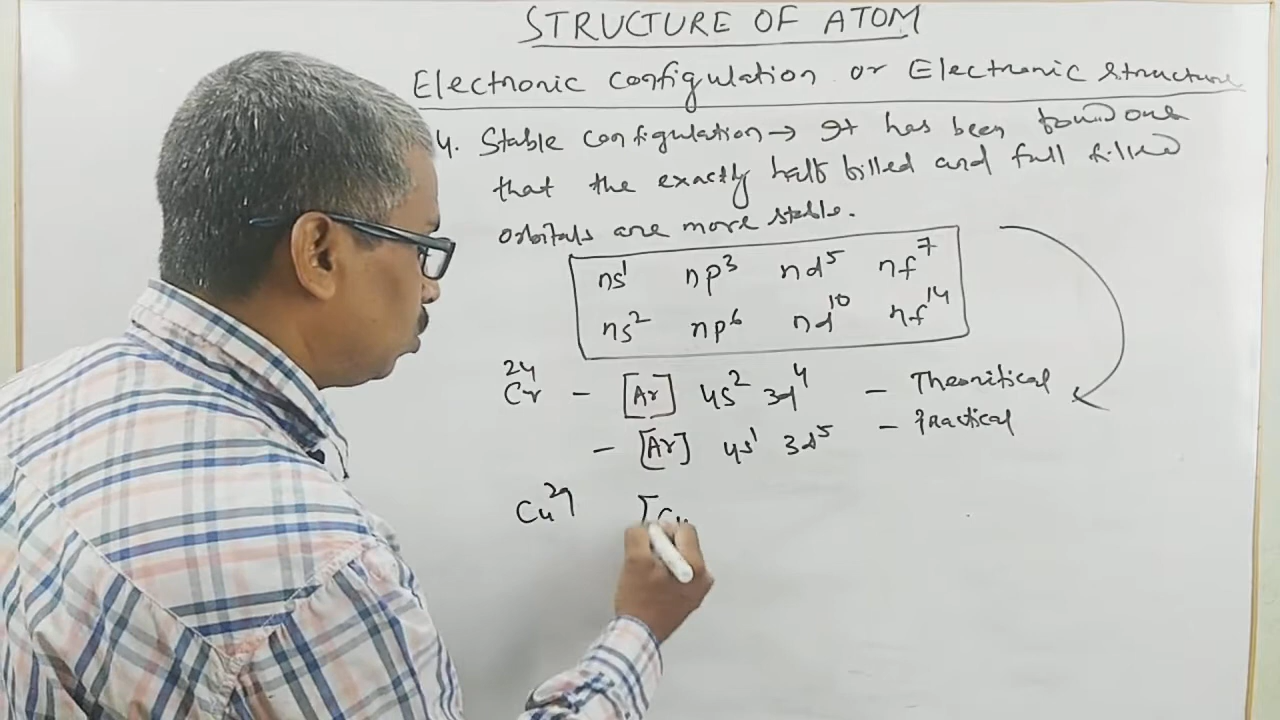 STRUCTURE OF ATOM
Electronic Configulation or Electronic structure
4. Stable Configulation → It has been found out
that the exactly half filled and full filled
orbitals are more stable.
ns¹ np³ nd⁵ nf⁷
ns² np⁶ nd¹⁰ nf¹⁴
24
Cr - [Ar] 4s² 3d⁴ - Theoritical
- [Ar] 4s¹ 3d⁵ - Practical
Cu²⁹ [Cu